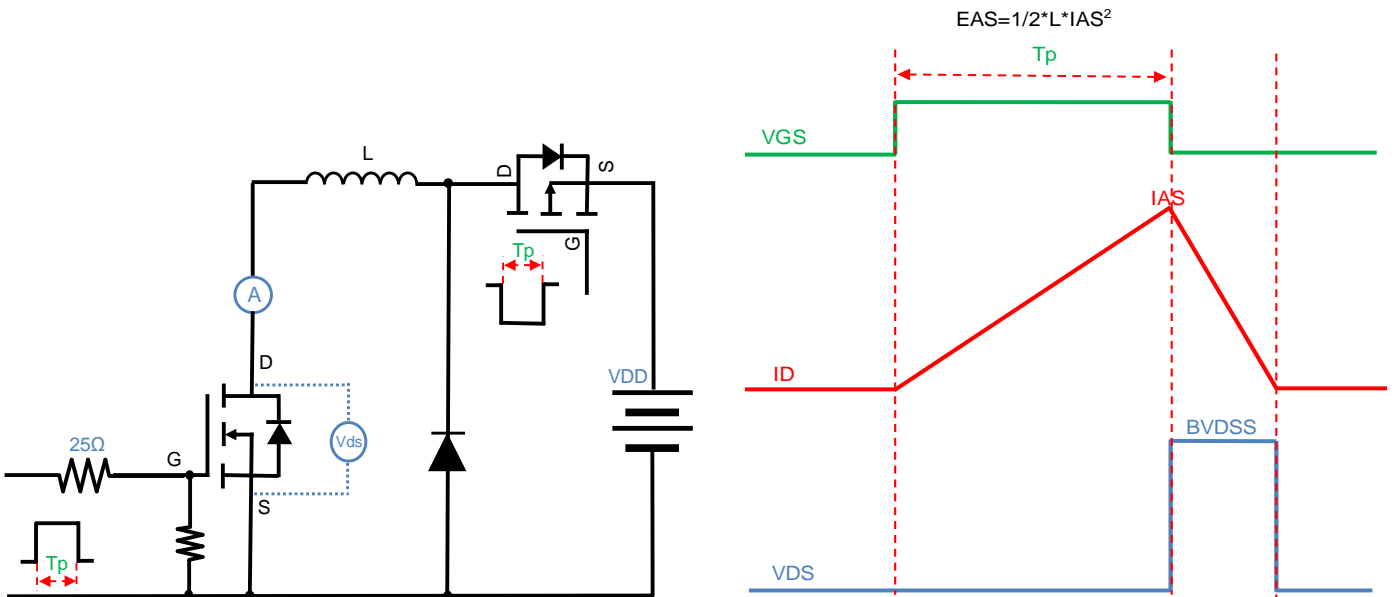 EAS=1/2*L*IAS²
Tp
VGS
IAS
ID
BVDSS
VDS
L
D
S
G
Tp
A
D
VDD
Vds
25Ω
G
S
Tp